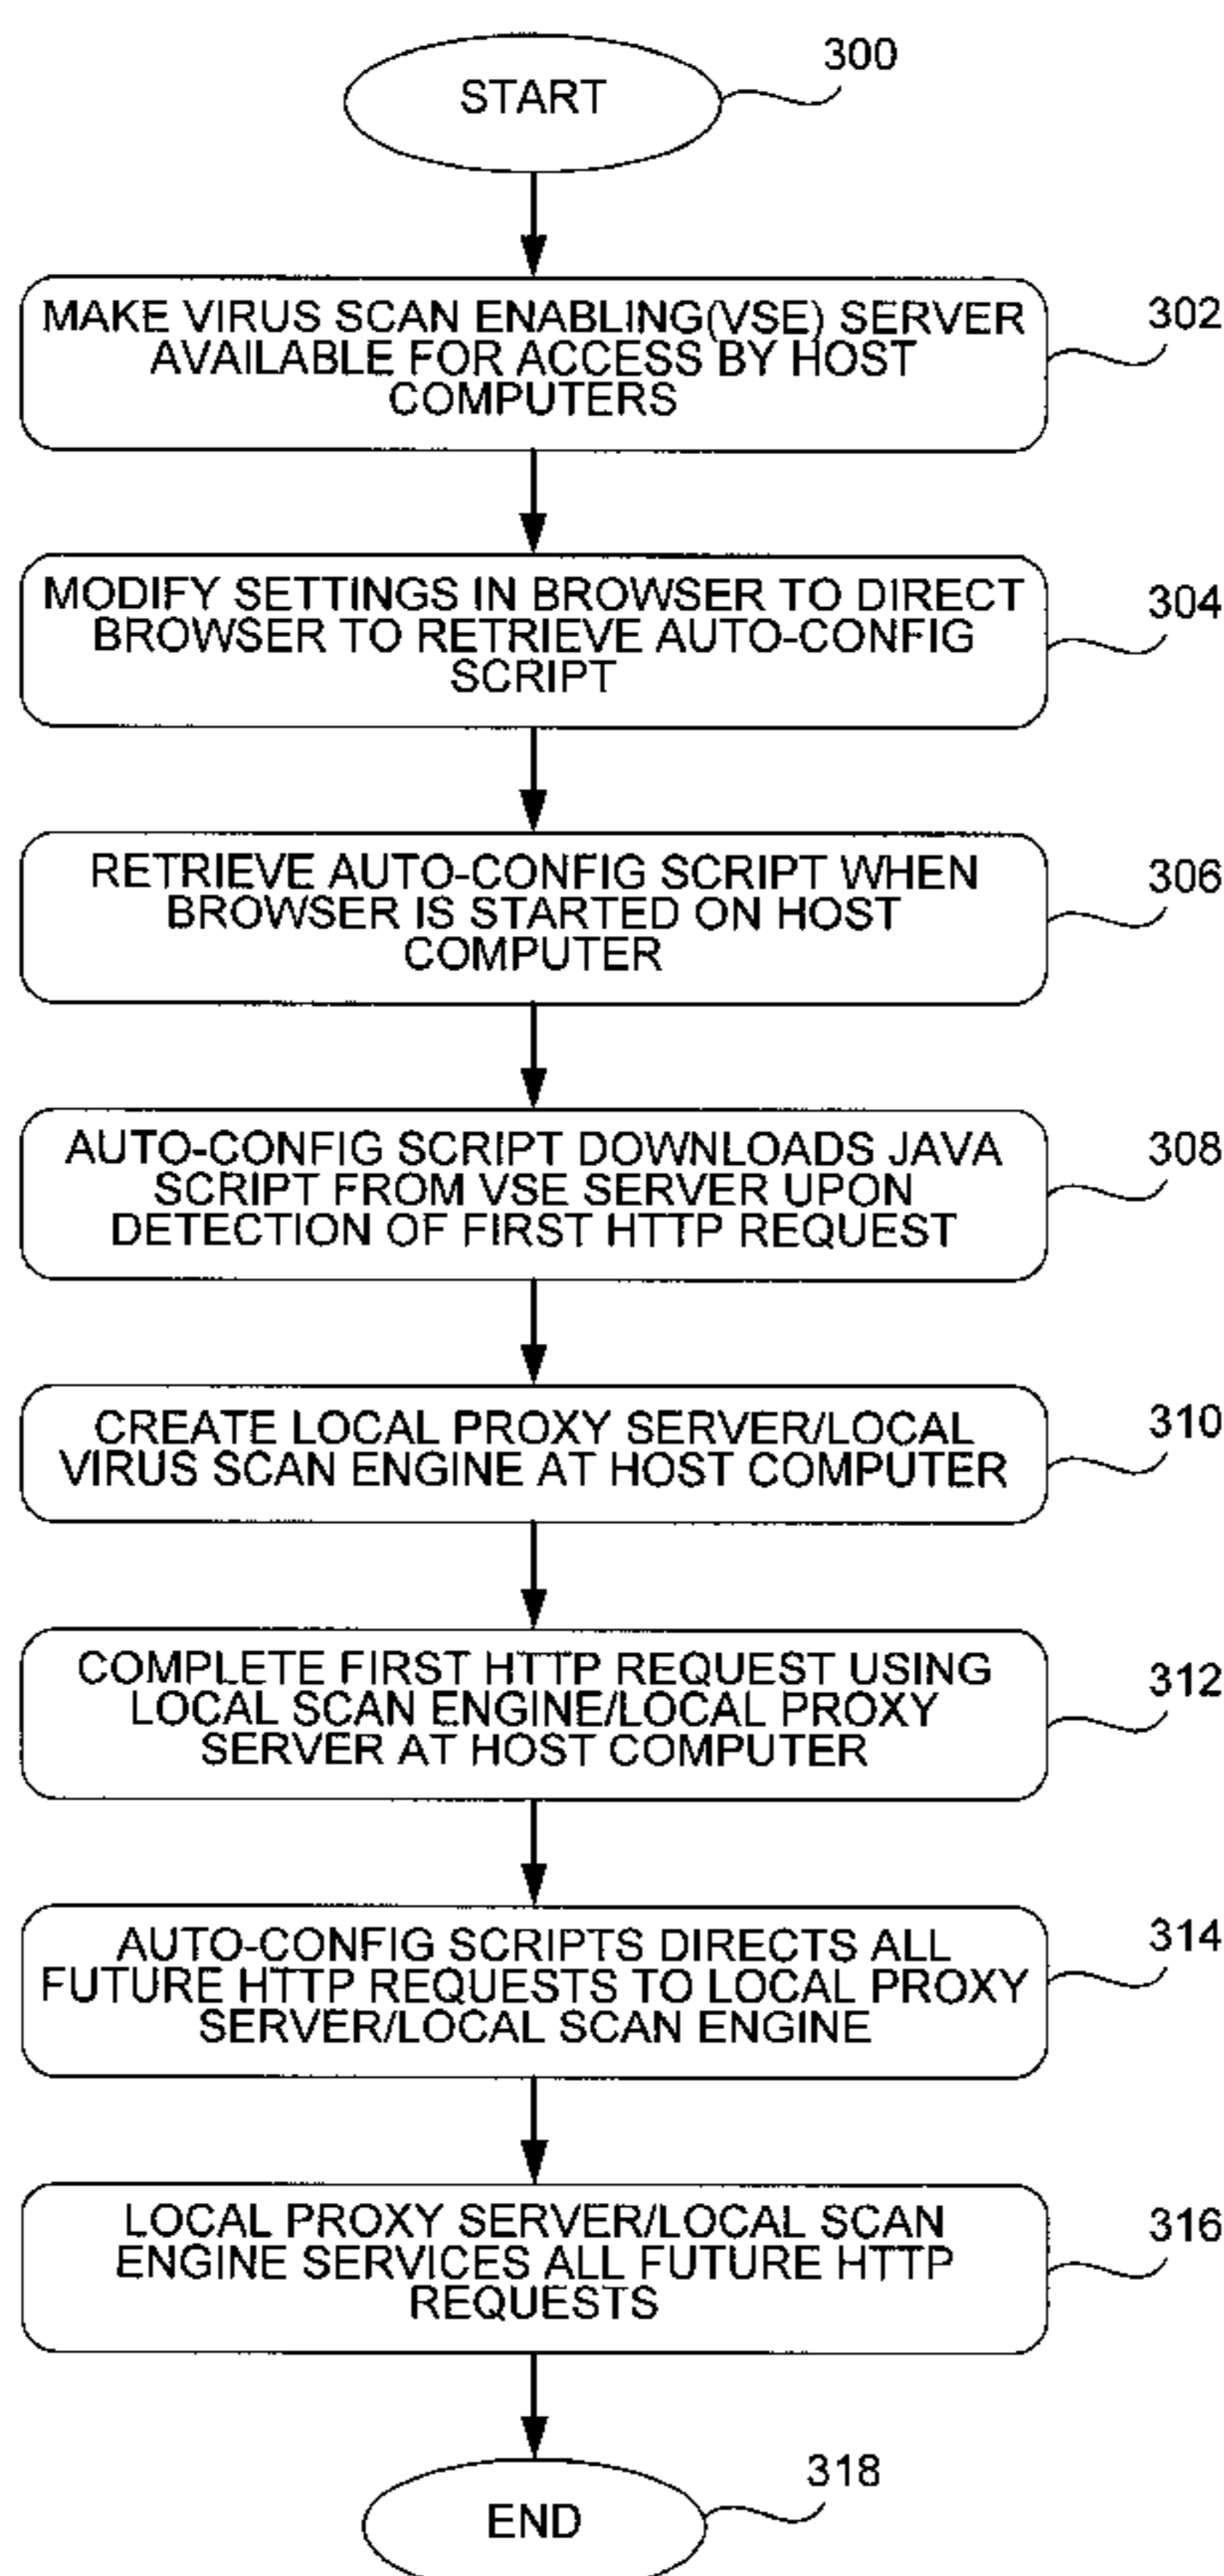 START
300
MAKE VIRUS SCAN ENABLING(VSE) SERVER
AVAILABLE FOR ACCESS BY HOST
COMPUTERS
302
MODIFY SETTINGS IN BROWSER TO DIRECT
BROWSER TO RETRIEVE AUTO-CONFIG
SCRIPT
304
RETRIEVE AUTO-CONFIG SCRIPT WHEN
BROWSER IS STARTED ON HOST
COMPUTER
306
AUTO-CONFIG SCRIPT DOWNLOADS JAVA
SCRIPT FROM VSE SERVER UPON
DETECTION OF FIRST HTTP REQUEST
308
CREATE LOCAL PROXY SERVER/LOCAL
VIRUS SCAN ENGINE AT HOST COMPUTER
310
COMPLETE FIRST HTTP REQUEST USING
LOCAL SCAN ENGINE/LOCAL PROXY
SERVER AT HOST COMPUTER
312
AUTO-CONFIG SCRIPTS DIRECTS ALL
FUTURE HTTP REQUESTS TO LOCAL PROXY
SERVER/LOCAL SCAN ENGINE
314
LOCAL PROXY SERVER/LOCAL SCAN
ENGINE SERVICES ALL FUTURE HTTP
REQUESTS
316
END
318